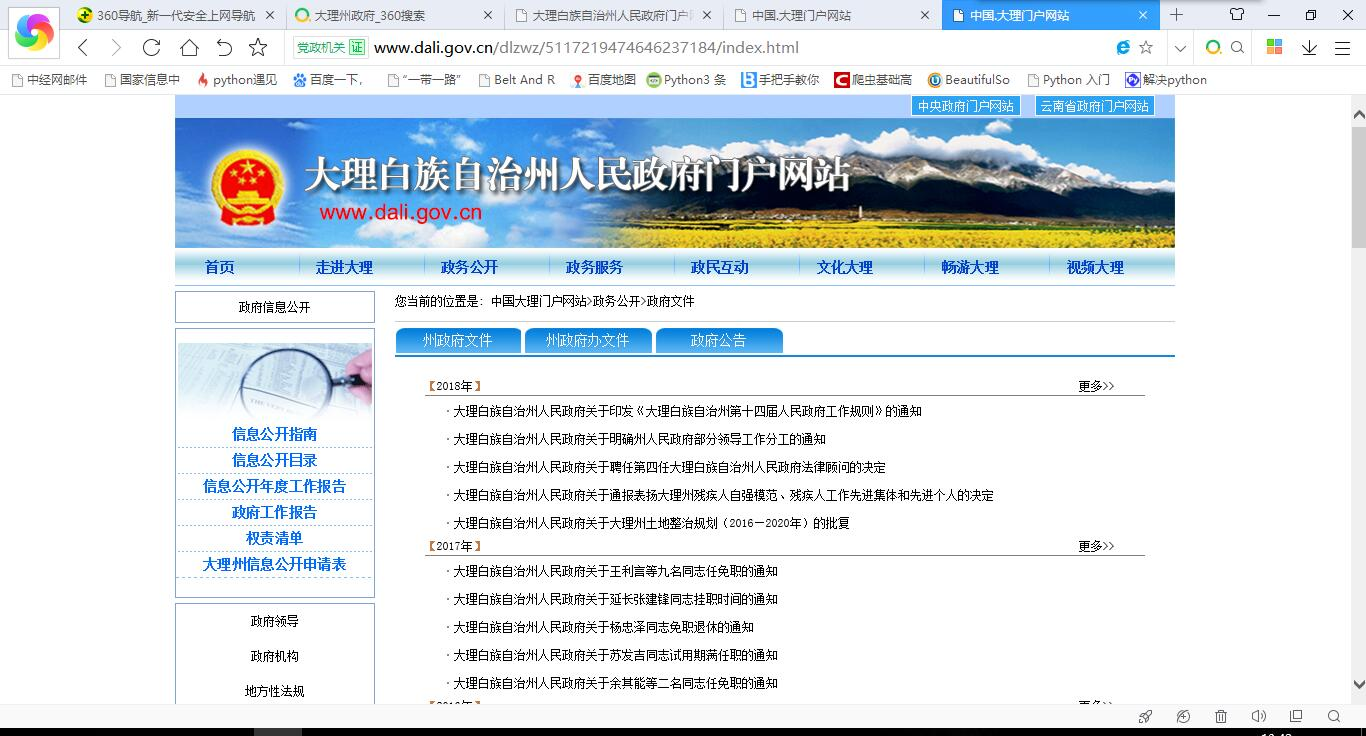 360导航_新一代安全上网导航
大理州政府_360搜索
大理白族自治州人民政府门户
中国.大理门户网站
中国.大理门户网站
党政机关 证 www.dali.gov.cn/dlzwz/5117219474646237184/index.html
中经网邮件 国家信息中 python遇见 百度一下, "一带一路" Belt And R 百度地图 Python3 条 手把手教你 爬虫基础高 BeautifulSo Python 入门 解决python
中央政府门户网站 云南省政府门户网站
大理白族自治州人民政府门户网站
www.dali.gov.cn
首页 走进大理 政务公开 政务服务 政民互动 文化大理 畅游大理 视频大理
政府信息公开
信息公开指南
信息公开目录
信息公开年度工作报告
政府工作报告
权责清单
大理州信息公开申请表
政府领导
政府机构
地方性法规
您当前的位置是：中国大理门户网站>政务公开>政府文件
州政府文件 州政府办文件 政府公告
【2018年】 更多>>
·大理白族自治州人民政府关于印发《大理白族自治州第十四届人民政府工作规则》的通知
·大理白族自治州人民政府关于明确州人民政府部分领导工作分工的通知
·大理白族自治州人民政府关于聘任第四任大理白族自治州人民政府法律顾问的决定
·大理白族自治州人民政府关于通报表扬大理州残疾人自强模范、残疾人工作先进集体和先进个人的决定
·大理白族自治州人民政府关于大理州土地整治规划（2016—2020年）的批复
【2017年】 更多>>
·大理白族自治州人民政府关于王利言等九名同志任免职的通知
·大理白族自治州人民政府关于延长张建锋同志挂职时间的通知
·大理白族自治州人民政府关于杨忠泽同志免职退休的通知
·大理白族自治州人民政府关于苏发吉同志试用期满任职的通知
·大理白族自治州人民政府关于余其能等二名同志任免职的通知